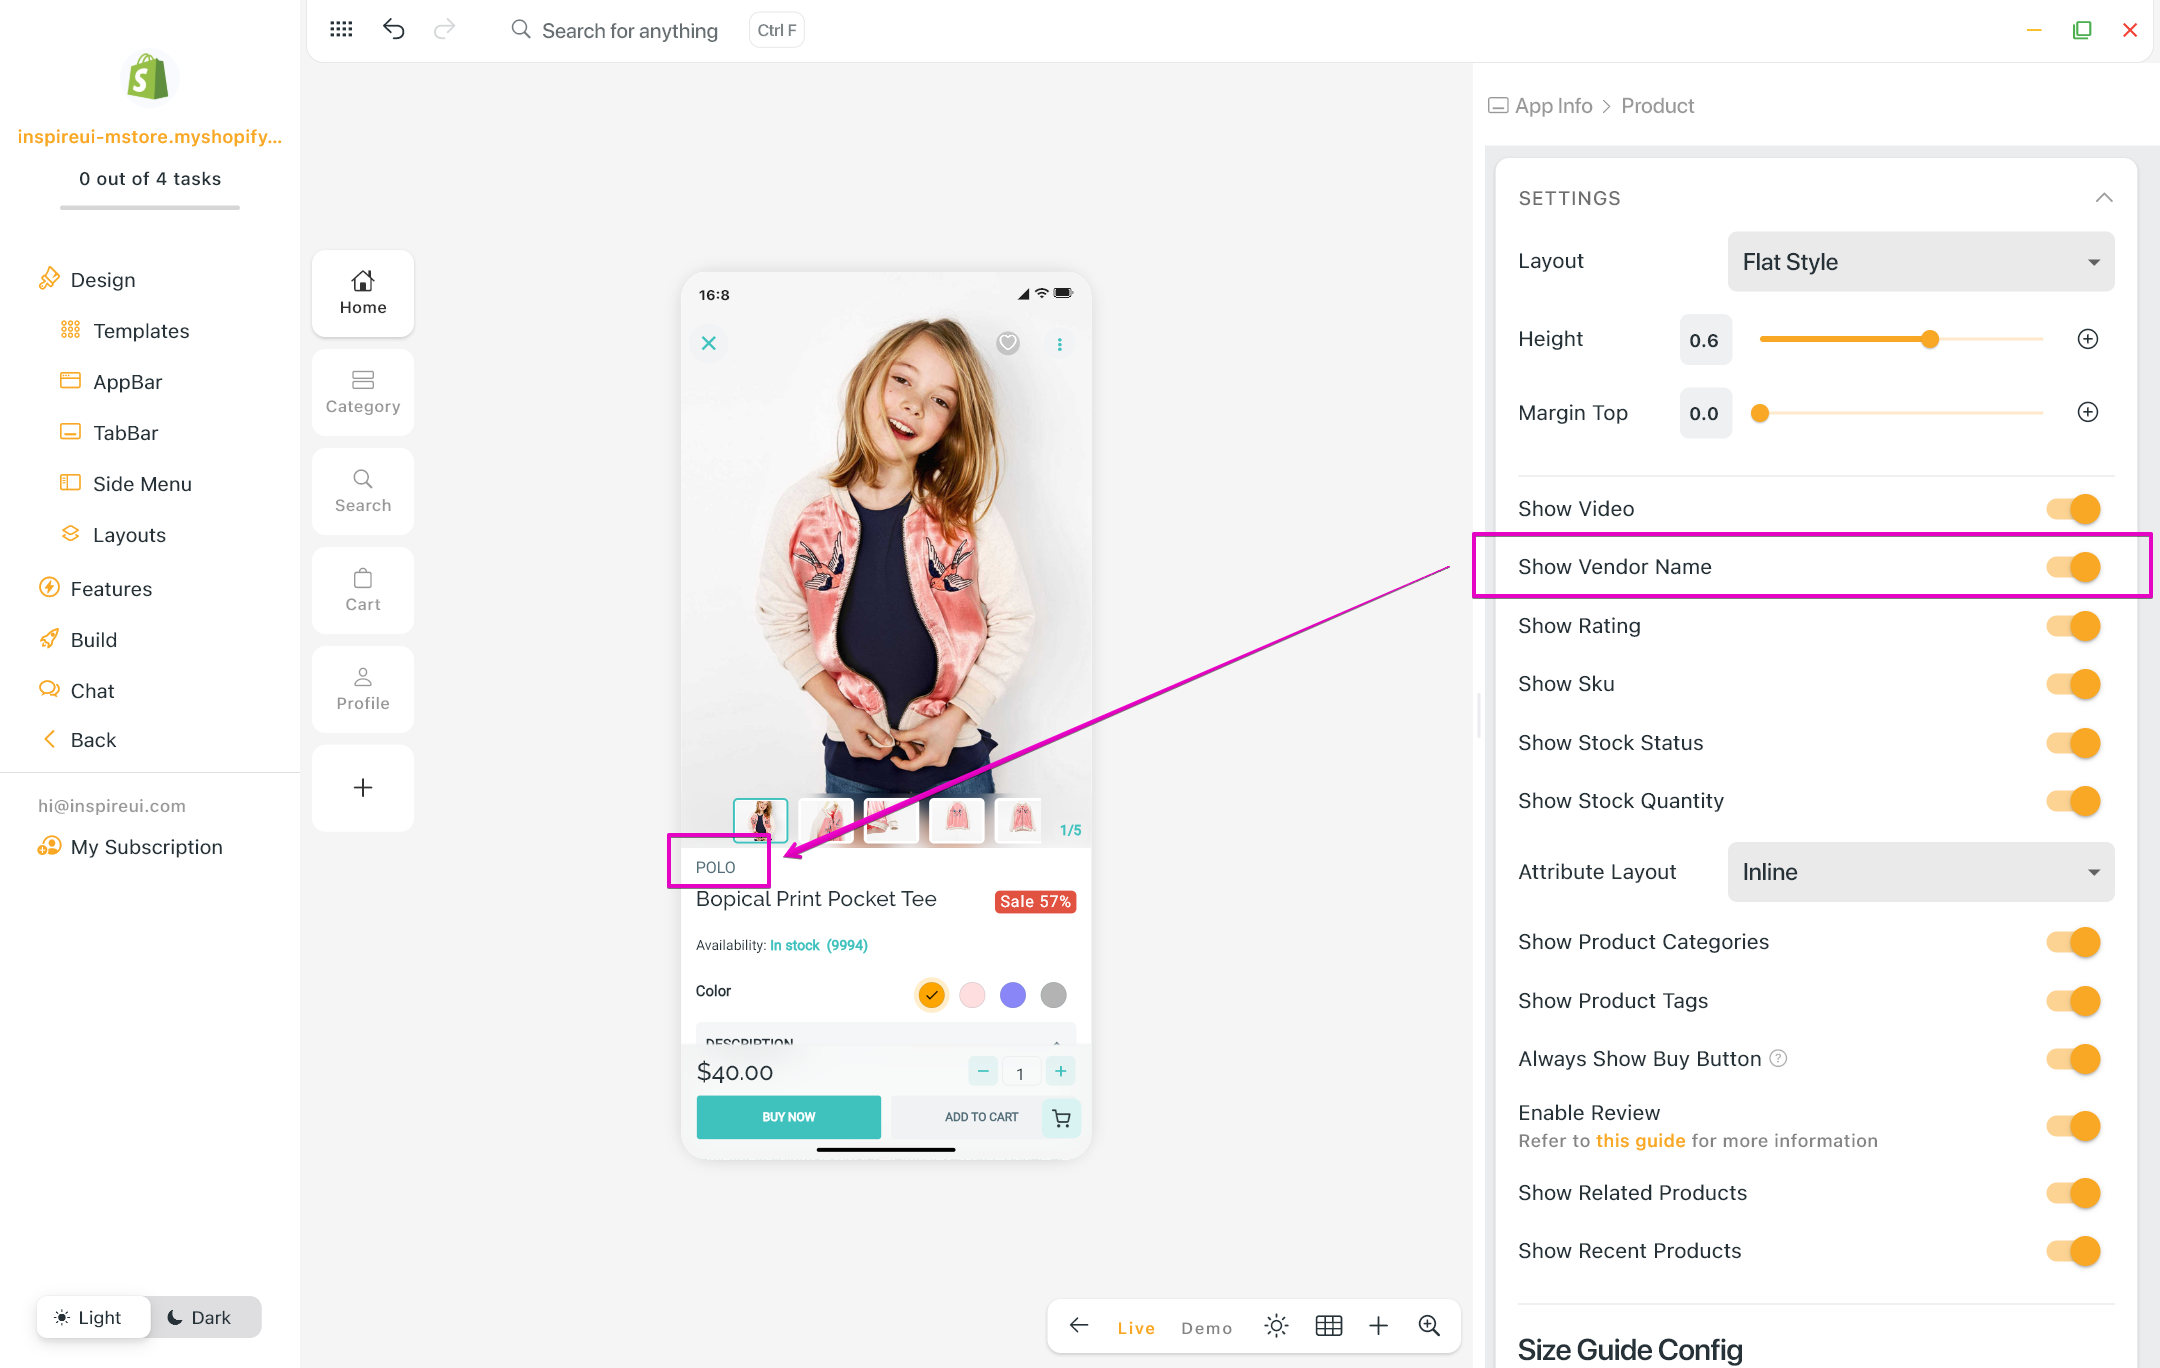 Search for anything
Ctrl F
inspireui-mstore.myshopify...
0 out of 4 tasks
Design
Templates
AppBar
TabBar
Side Menu
Layouts
Features
Build
Chat
Back
hi@inspireui.com
My Subscription
Light
Dark
Home
Category
Search
Cart
Profile
16:8
1/5
POLO
Bopical Print Pocket Tee
Sale 57%
Availability: In stock (9994)
Color
DESCRIPTION
$40.00
1
BUY NOW
ADD TO CART
Live
Demo
App Info > Product
SETTINGS
Layout
Flat Style
Height
0.6
Margin Top
0.0
Show Video
Show Vendor Name
Show Rating
Show Sku
Show Stock Status
Show Stock Quantity
Attribute Layout
Inline
Show Product Categories
Show Product Tags
Always Show Buy Button
Enable Review
Refer to this guide for more information
Show Related Products
Show Recent Products
Size Guide Config